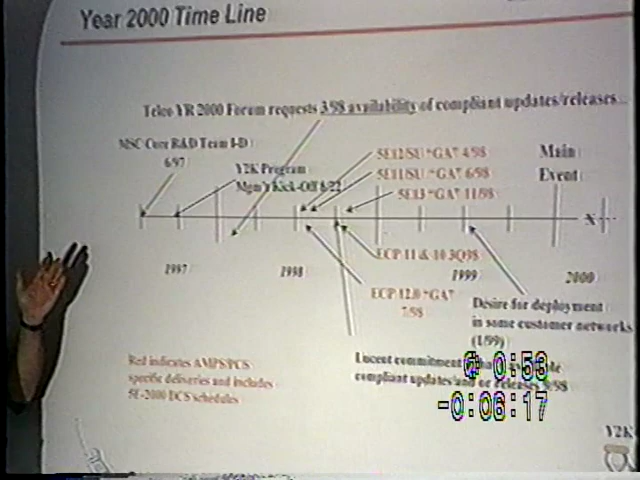 Year 2000 Time Line
Telco YR 2000 Forum requests 3/98 availability of compliant updates/releases...
MSC Core R&D Team I-D
6/97
Y2K Program
Mgm't Kick-Off 8/22
5E12/SU "GA" 4/98
5E11/SU "GA" 6/98
5E13 "GA" 11/98
Main
Event
X
1997
1998
1999
2000
ECP 11 & 10 3Q98
ECP 12.0 "GA"
7/98
Desire for deployment
in some customer networks
(1/99)
Red indicates AMPS/PCS
specific deliveries and includes
5E-2000 DCS schedules
Lucent commitment
compliant updates and or releases 9/98
0:53
-0:06:17
Y2K